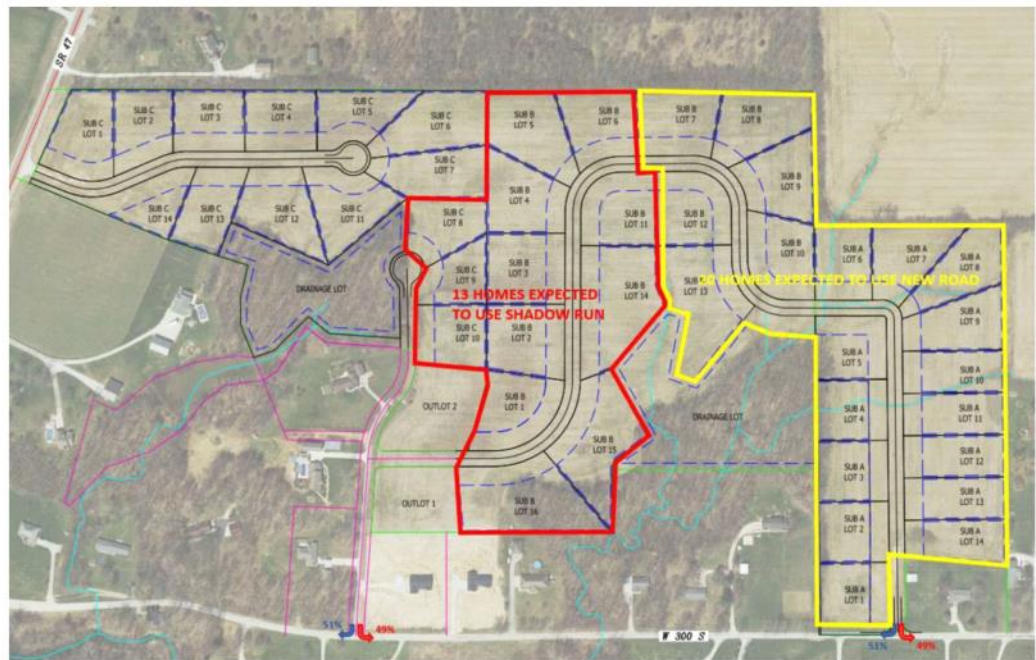 SR 47
SUB C
LOT 1
SUB C
LOT 2
SUB C
LOT 3
SUB C
LOT 4
SUB C
LOT 5
SUB C
LOT 6
SUB C
LOT 7
SUB C
LOT 8
SUB C
LOT 9
SUB C
LOT 10
SUB C
LOT 11
SUB C
LOT 12
SUB C
LOT 13
SUB C
LOT 14
DRAINAGE LOT
SUB B
LOT 5
SUB B
LOT 6
SUB B
LOT 4
SUB B
LOT 3
SUB B
LOT 2
SUB B
LOT 1
SUB B
LOT 11
SUB B
LOT 14
SUB B
LOT 15
SUB B
LOT 16
13 HOMES EXPECTED
TO USE SHADOW RUN
OUTLOT 2
OUTLOT 1
SUB B
LOT 7
SUB B
LOT 8
SUB B
LOT 9
SUB B
LOT 10
SUB B
LOT 12
SUB B
LOT 13
DRAINAGE LOT
SUB A
LOT 6
SUB A
LOT 7
SUB A
LOT 8
20 HOMES EXPECTED TO USE NEW ROAD
SUB A
LOT 9
SUB A
LOT 10
SUB A
LOT 11
SUB A
LOT 12
SUB A
LOT 13
SUB A
LOT 14
SUB A
LOT 5
SUB A
LOT 4
SUB A
LOT 3
SUB A
LOT 2
SUB A
LOT 1
51%
49%
W 300 S
51%
49%